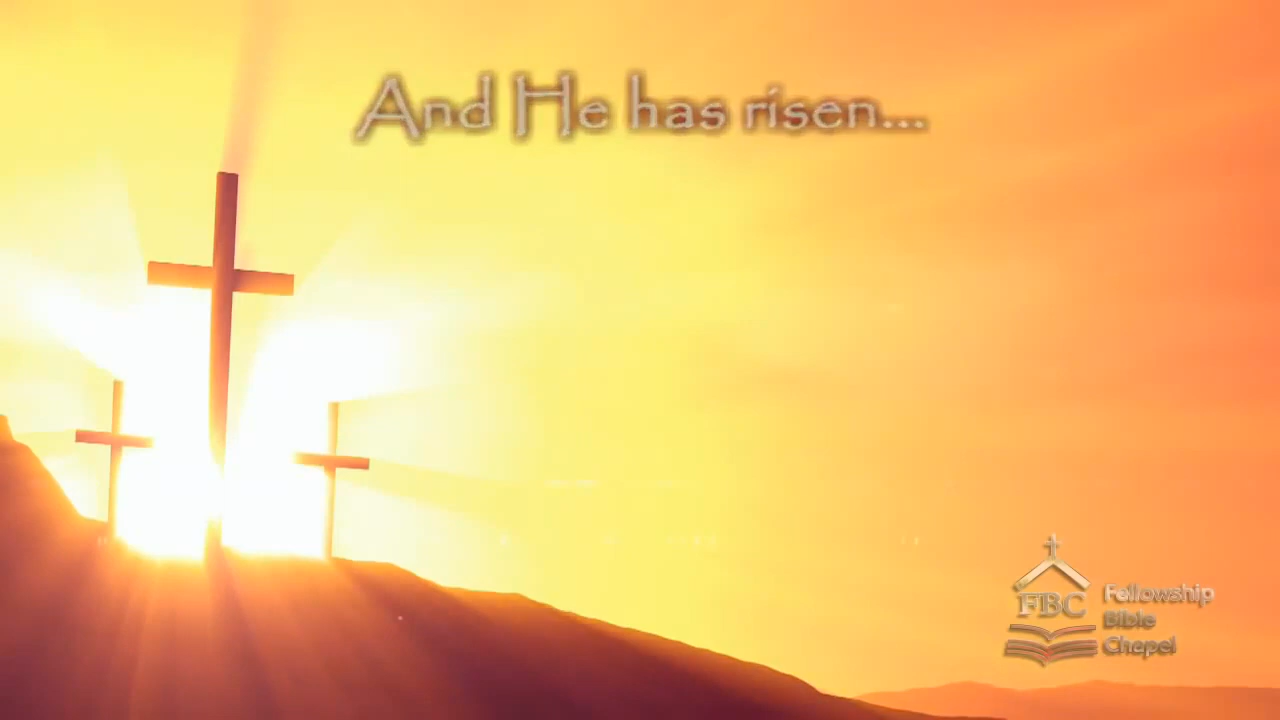 And He has risen...
FBC
Fellowship
Bible
Chapel